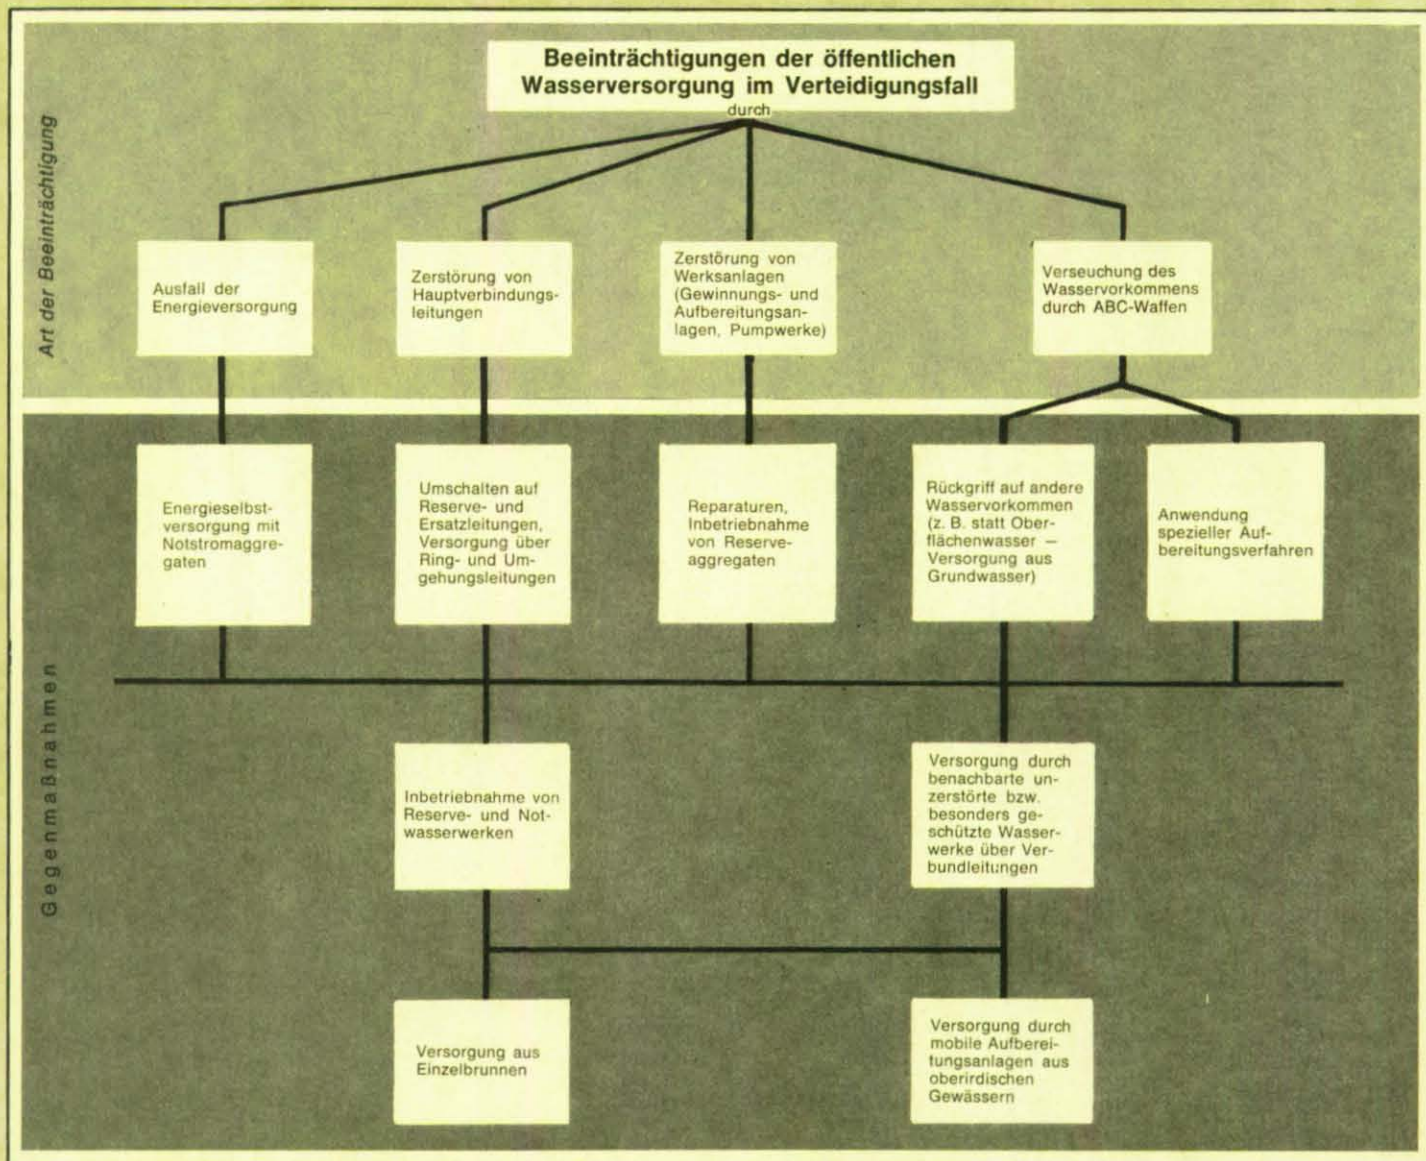 Beeinträchtigungen der öffentlichen
Wasserversorgung im Verteidigungsfall
durch
Art der Beeinträchtigung
Ausfall der
Energieversorgung
Zerstörung von
Hauptverbindungs-
leitungen
Zerstörung von
Werksanlagen
(Gewinnungs- und
Aufbereitungsan-
lagen, Pumpwerke)
Verseuchung des
Wasservorkommens
durch ABC-Waffen
Gegenmaßnahmen
Energieselbst-
versorgung mit
Notstromaggre-
gaten
Umschalten auf
Reserve- und
Ersatzleitungen,
Versorgung über
Ring- und Um-
gehungsleitungen
Reparaturen,
Inbetriebnahme
von Reserve-
aggregaten
Rückgriff auf andere
Wasservorkommen
(z. B. statt Ober-
flächenwasser –
Versorgung aus
Grundwasser)
Anwendung
spezieller Auf-
bereitungsverfahren
Inbetriebnahme von
Reserve- und Not-
wasserwerken
Versorgung durch
benachbarte un-
zerstörte bzw.
besonders ge-
schützte Wasser-
werke über Ver-
bundleitungen
Versorgung aus
Einzelbrunnen
Versorgung durch
mobile Aufberei-
tungsanlagen aus
oberirdischen
Gewässern